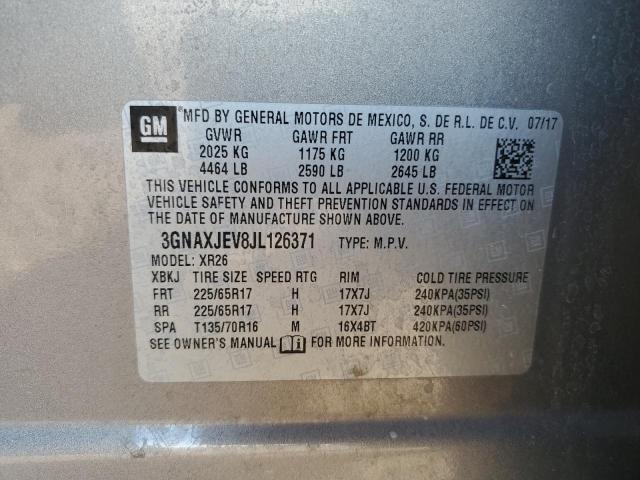 GM ® MFD BY GENERAL MOTORS DE MEXICO, S. DE R.L. DE C.V. 07/17
GVWR GAWR FRT GAWR RR
2025 KG 1175 KG 1200 KG
4464 LB 2590 LB 2645 LB
THIS VEHICLE CONFORMS TO ALL APPLICABLE U.S. FEDERAL MOTOR
VEHICLE SAFETY AND THEFT PREVENTION STANDARDS IN EFFECT ON
THE DATE OF MANUFACTURE SHOWN ABOVE.
3GNAXJEV8JL126371 TYPE: M.P.V.
MODEL: XR26
XBKJ TIRE SIZE SPEED RTG RIM COLD TIRE PRESSURE
FRT 225/65R17 H 17X7J 240KPA(35PSI)
RR 225/65R17 H 17X7J 240KPA(35PSI)
SPA T135/70R16 M 16X4BT 420KPA(60PSI)
SEE OWNER'S MANUAL FOR MORE INFORMATION.